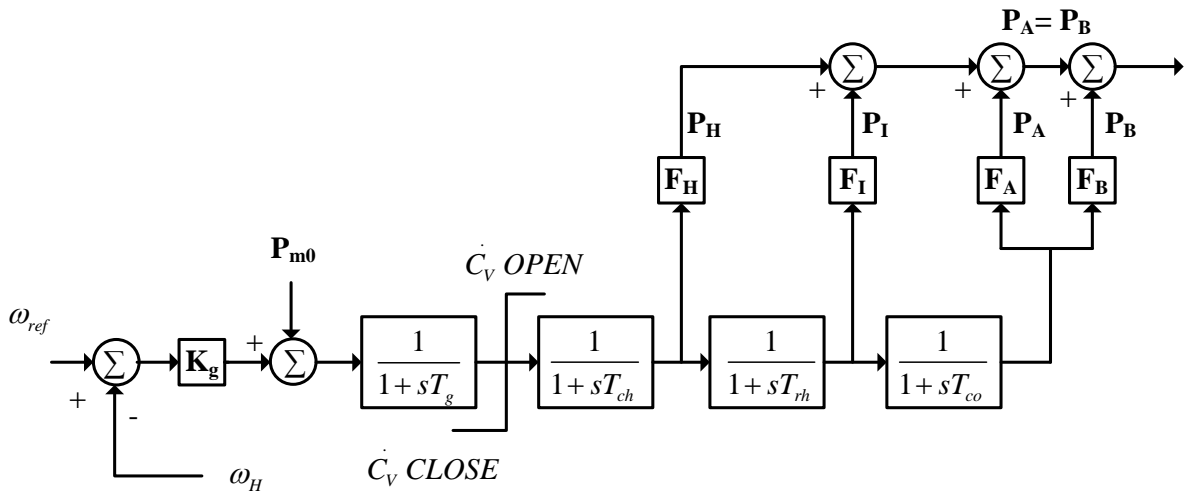 P_A= P_B
Σ Σ Σ
+ + +
P_H P_I P_A P_B
F_H F_I F_A F_B
P_m0
Ċ_V OPEN
ω_ref
Σ K_g + Σ
+ -
1 / (1 + sT_g)
1 / (1 + sT_ch)
1 / (1 + sT_rh)
1 / (1 + sT_co)
Ċ_V CLOSE
ω_H